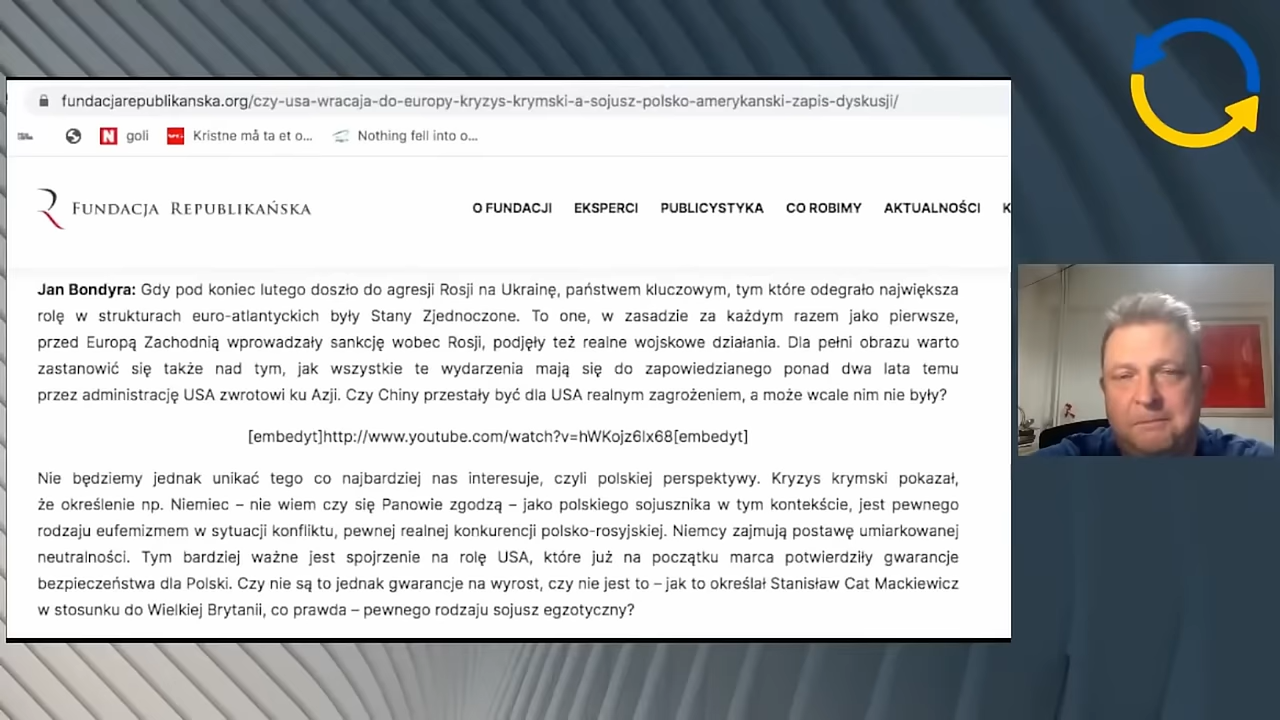 fundacjarepublikanska.org/czy-usa-wracaja-do-europy-kryzys-krymski-a-sojusz-polsko-amerykanski-zapis-dyskusji/
N goli Kristne må ta et o... Nothing fell into o...
FUNDACJA REPUBLIKAŃSKA
O FUNDACJI EKSPERCI PUBLICYSTYKA CO ROBIMY AKTUALNOŚCI K
Jan Bondyra: Gdy pod koniec lutego doszło do agresji Rosji na Ukrainę, państwem kluczowym, tym które odegrało największa
rolę w strukturach euro-atlantyckich były Stany Zjednoczone. To one, w zasadzie za każdym razem jako pierwsze,
przed Europą Zachodnią wprowadzały sankcję wobec Rosji, podjęły też realne wojskowe działania. Dla pełni obrazu warto
zastanowić się także nad tym, jak wszystkie te wydarzenia mają się do zapowiedzianego ponad dwa lata temu
przez administrację USA zwrotowi ku Azji. Czy Chiny przestały być dla USA realnym zagrożeniem, a może wcale nim nie były?
[embedyt]http://www.youtube.com/watch?v=hWKojz6lx68[embedyt]
Nie będziemy jednak unikać tego co najbardziej nas interesuje, czyli polskiej perspektywy. Kryzys krymski pokazał,
że określenie np. Niemiec – nie wiem czy się Panowie zgodzą – jako polskiego sojusznika w tym kontekście, jest pewnego
rodzaju eufemizmem w sytuacji konfliktu, pewnej realnej konkurencji polsko-rosyjskiej. Niemcy zajmują postawę umiarkowanej
neutralności. Tym bardziej ważne jest spojrzenie na rolę USA, które już na początku marca potwierdziły gwarancje
bezpieczeństwa dla Polski. Czy nie są to jednak gwarancje na wyrost, czy nie jest to – jak to określał Stanisław Cat Mackiewicz
w stosunku do Wielkiej Brytanii, co prawda – pewnego rodzaju sojusz egzotyczny?